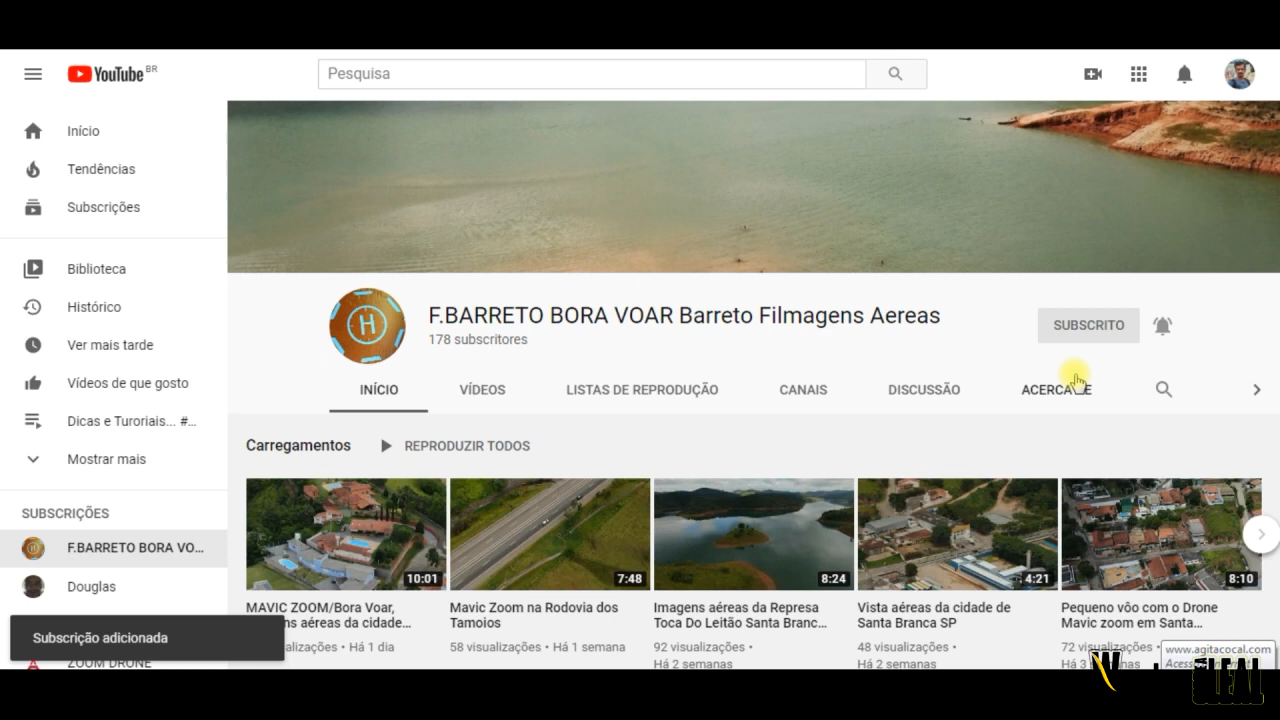 YouTube BR
Pesquisa
Início
Tendências
Subscrições
Biblioteca
Histórico
Ver mais tarde
Vídeos de que gosto
Dicas e Turoriais... #...
Mostrar mais
SUBSCRIÇÕES
F.BARRETO BORA VO...
Douglas
ZOOM DRONE
Subscrição adicionada
H
F.BARRETO BORA VOAR Barreto Filmagens Aereas
178 subscritores
SUBSCRITO
INÍCIO VÍDEOS LISTAS DE REPRODUÇÃO CANAIS DISCUSSÃO
Carregamentos REPRODUZIR TODOS
10:01 7:48 8:24 4:21 8:10
MAVIC ZOOM/Bora Voar,
aéreas da cidade...
• Há 1 dia
Mavic Zoom na Rodovia dos
Tamoios
58 visualizações • Há 1 semana
Imagens aéreas da Represa
Toca Do Leitão Santa Branc...
92 visualizações •
Há 2 semanas
Vista aéreas da cidade de
Santa Branca SP
48 visualizações •
Há 2 semanas
Pequeno vôo com o Drone
Mavic zoom em Santa...
72 visualizações •
Há 3
www.agitacocal.com